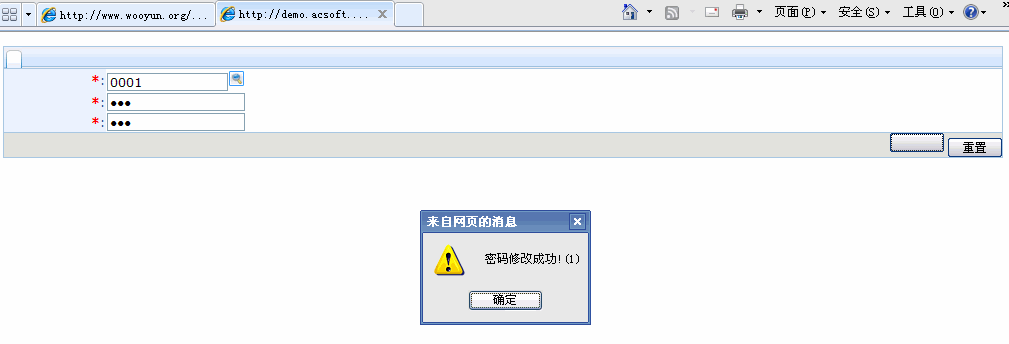 http://www.wooyun.org/...
http://demo.acsoft....
页面(P)
安全(S)
工具(O)
*:
0001
*:
*:
重置
来自网页的消息
密码修改成功!(1)
确定